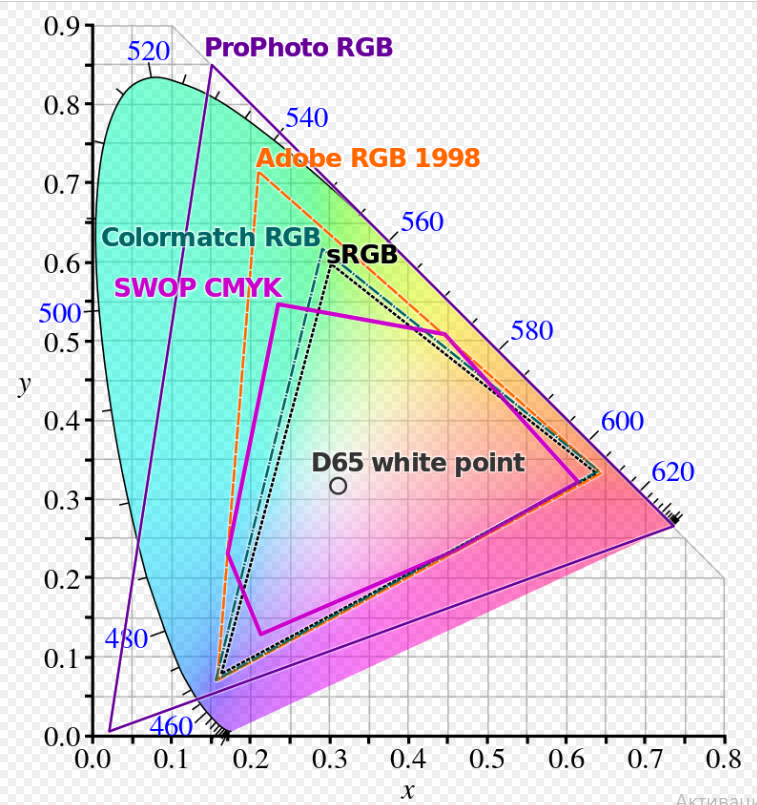 0.9
ProPhoto RGB
520
0.8
540
Adobe RGB 1998
0.7
560
Colormatch RGB
sRGB
0.6
SWOP CMYK
500
580
0.5
y
0.4
600
D65 white point
620
0.3
0.2
480
0.1
460
0.0
0.0 0.1 0.2 0.3 0.4 0.5 0.6 0.7 0.8
x